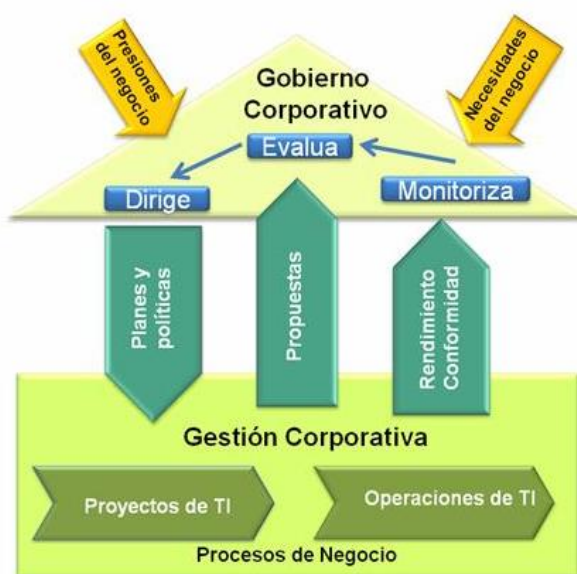 Presiones
del negocio
Necesidades
del negocio
Gobierno
Corporativo
Evalua
Dirige
Monitoriza
Planes y
políticas
Propuestas
Rendimiento
Conformidad
Gestión Corporativa
Proyectos de TI
Operaciones de TI
Procesos de Negocio